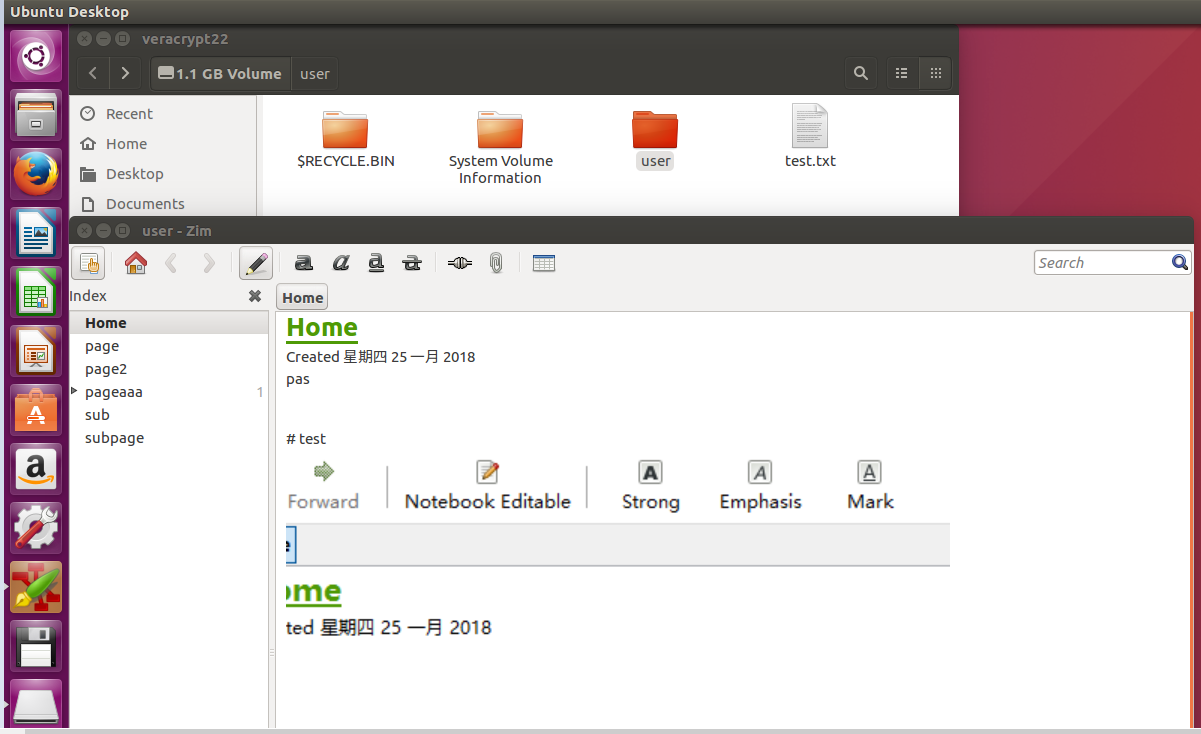 Ubuntu Desktop
veracrypt22
1.1 GB Volume
user
Recent
Home
Desktop
Documents
$RECYCLE.BIN
System Volume
Information
user
test.txt
user - Zim
Search
Index
Home
page
page2
pageaaa 1
sub
subpage
Home
Home
Created 星期四 25 一月 2018
pas
# test
Forward
Notebook Editable
Strong
Emphasis
Mark
e
ome
ted 星期四 25 一月 2018